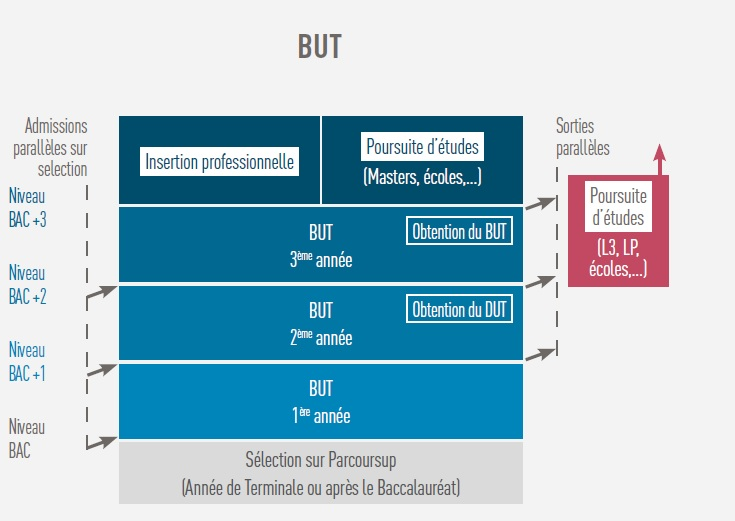 BUT
Admissions
parallèles sur
selection
Niveau
BAC +3
Niveau
BAC +2
Niveau
BAC +1
Niveau
BAC
Insertion professionnelle
Poursuite d'études
(Masters, écoles,...)
BUT
3ème année
Obtention du BUT
BUT
2ème année
Obtention du DUT
BUT
1ère année
Sélection sur Parcoursup
(Année de Terminale ou après le Baccalauréat)
Sorties
parallèles
Poursuite
d'études
(L3, LP,
écoles,...)